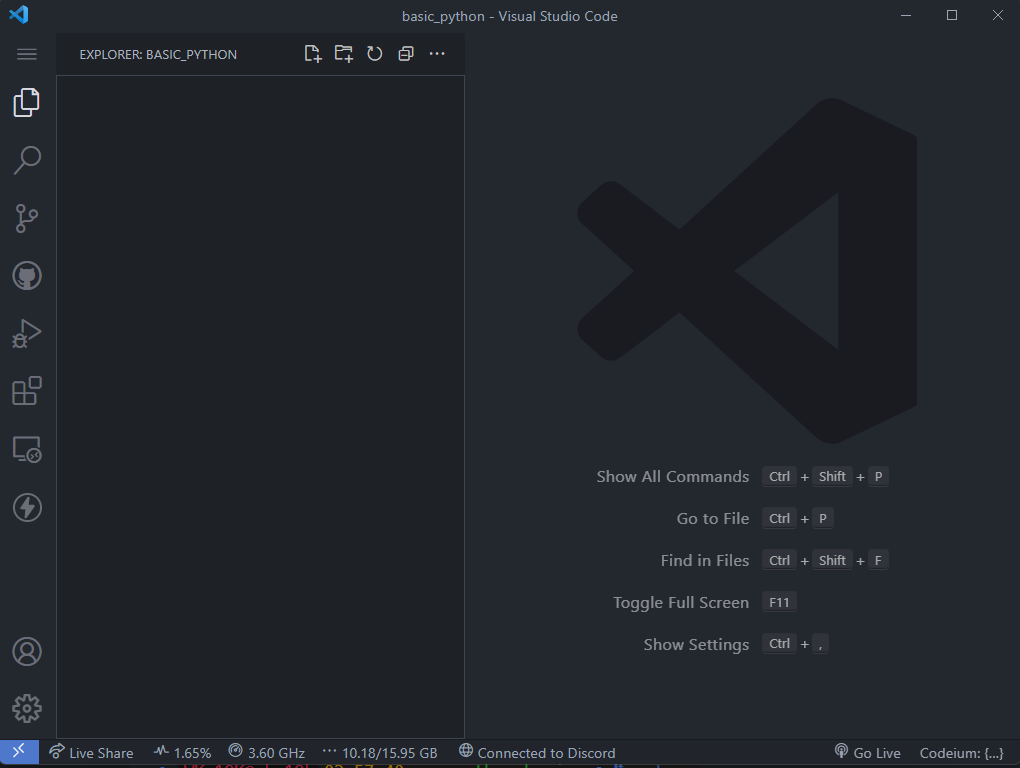 basic_python - Visual Studio Code
EXPLORER: BASIC_PYTHON
Show All Commands Ctrl + Shift + P
Go to File Ctrl + P
Find in Files Ctrl + Shift + F
Toggle Full Screen F11
Show Settings Ctrl + ,
Live Share 1.65% 3.60 GHz 10.18/15.95 GB Connected to Discord Go Live Codeium: {...}